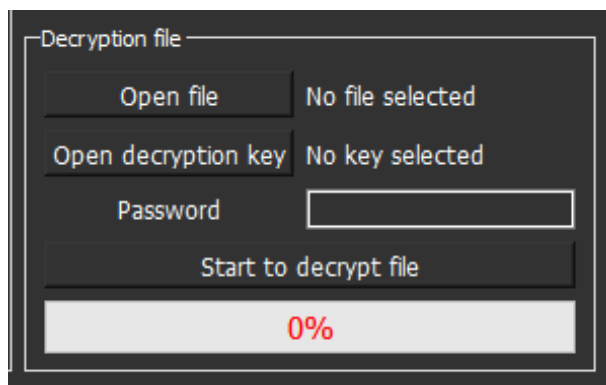 Decryption file
Open file No file selected
Open decryption key No key selected
Password
Start to decrypt file
0%